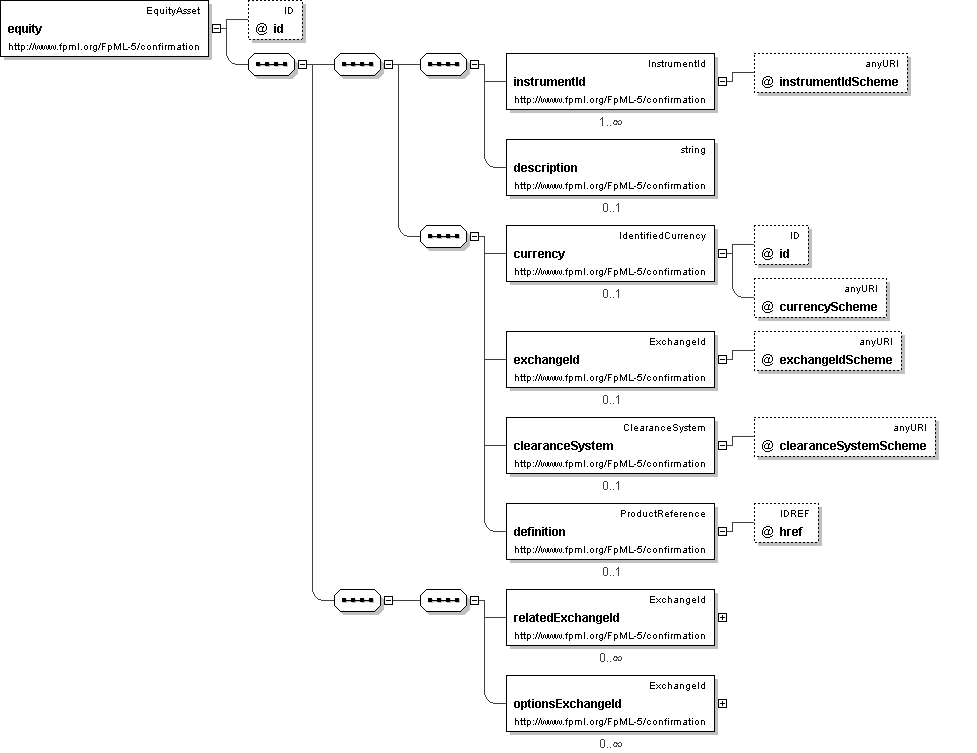 EquityAsset
equity
http://www.fpml.org/FpML-5/confirmation
ID
@ id
InstrumentId
instrumentId
http://www.fpml.org/FpML-5/confirmation
1..∞
anyURI
@ instrumentIdScheme
string
description
http://www.fpml.org/FpML-5/confirmation
0..1
IdentifiedCurrency
currency
http://www.fpml.org/FpML-5/confirmation
0..1
ID
@ id
anyURI
@ currencyScheme
ExchangeId
exchangeId
http://www.fpml.org/FpML-5/confirmation
0..1
anyURI
@ exchangeIdScheme
ClearanceSystem
clearanceSystem
http://www.fpml.org/FpML-5/confirmation
0..1
anyURI
@ clearanceSystemScheme
ProductReference
definition
http://www.fpml.org/FpML-5/confirmation
0..1
IDREF
@ href
ExchangeId
relatedExchangeId
http://www.fpml.org/FpML-5/confirmation
0..∞
ExchangeId
optionsExchangeId
http://www.fpml.org/FpML-5/confirmation
0..∞